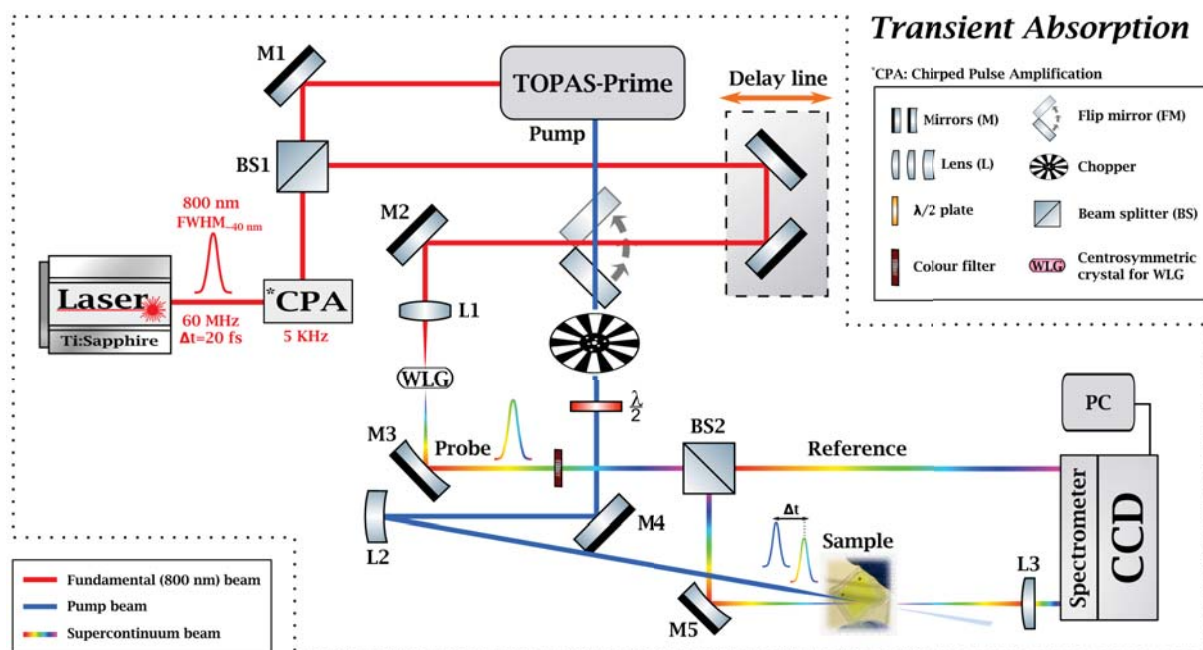 Transient Absorption
*CPA: Chirped Pulse Amplification
Mirrors (M)
Flip mirror (FM)
Lens (L)
Chopper
λ/2 plate
Beam splitter (BS)
Colour filter
WLG
Centrosymmetric
crystal for WLG
M1
TOPAS-Prime
Delay line
Pump
BS1
800 nm
FWHM~40 nm
M2
Laser
*CPA
L1
60 MHz
Δt=20 fs
5 KHz
Ti:Sapphire
WLG
λ
2
PC
BS2
M3
Probe
Reference
M4
Δt
Sample
L2
L3
M5
Spectrometer
CCD
Fundamental (800 nm) beam
Pump beam
Supercontinuum beam